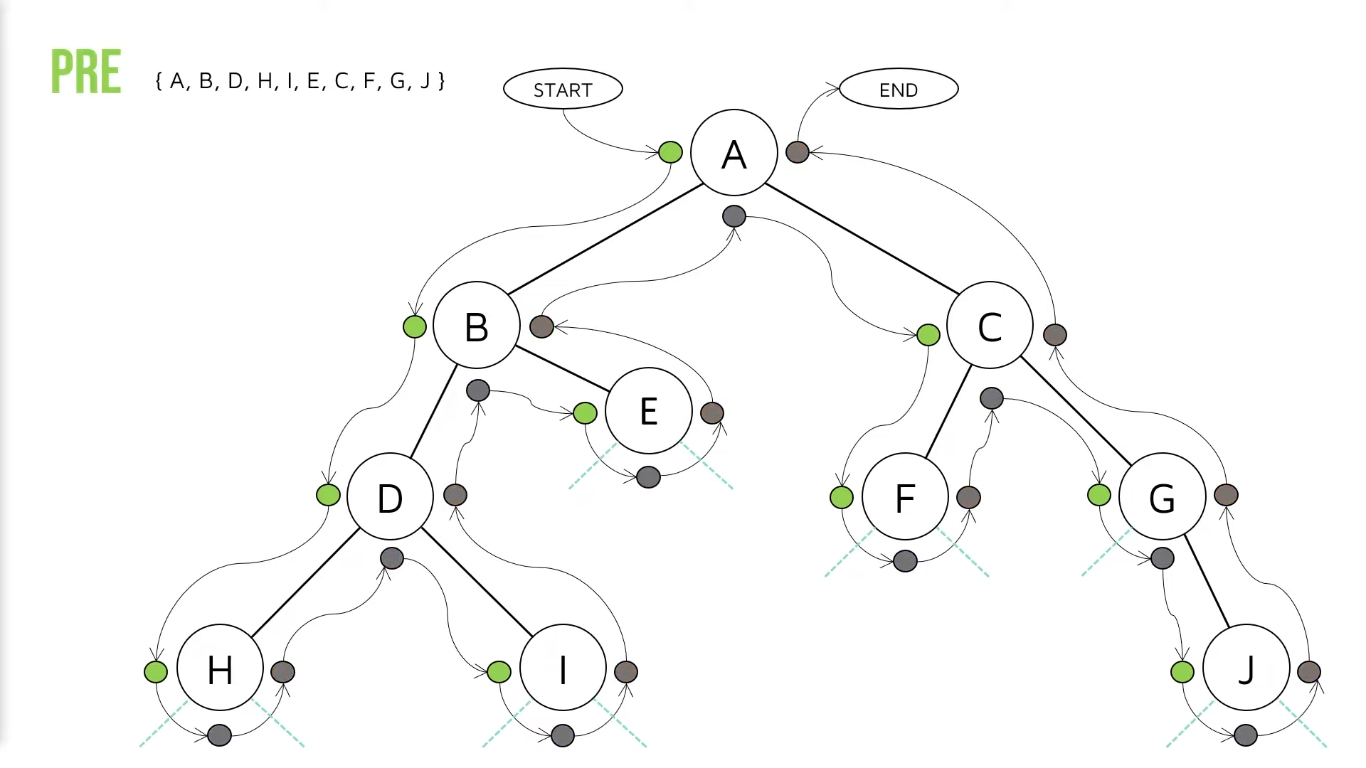 PRE
{ A, B, D, H, I, E, C, F, G, J }
START
END
A
B
C
E
D
F
G
H
I
J